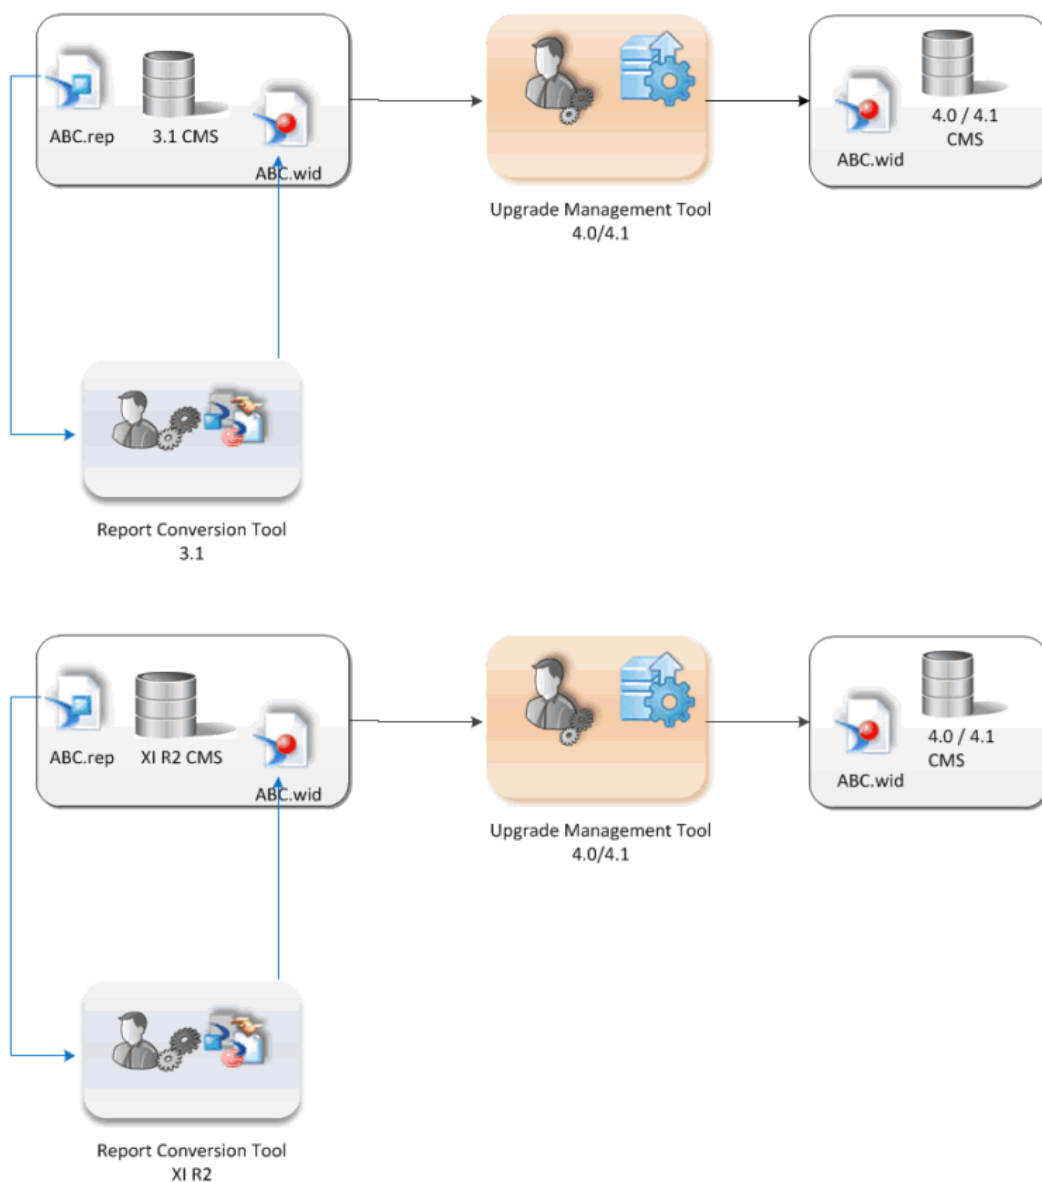 ABC.rep
3.1 CMS
ABC.wid
Upgrade Management Tool
4.0/4.1
ABC.wid
4.0 / 4.1
CMS
Report Conversion Tool
3.1
ABC.rep
XI R2 CMS
ABC.wid
Upgrade Management Tool
4.0/4.1
ABC.wid
4.0 / 4.1
CMS
Report Conversion Tool
XI R2